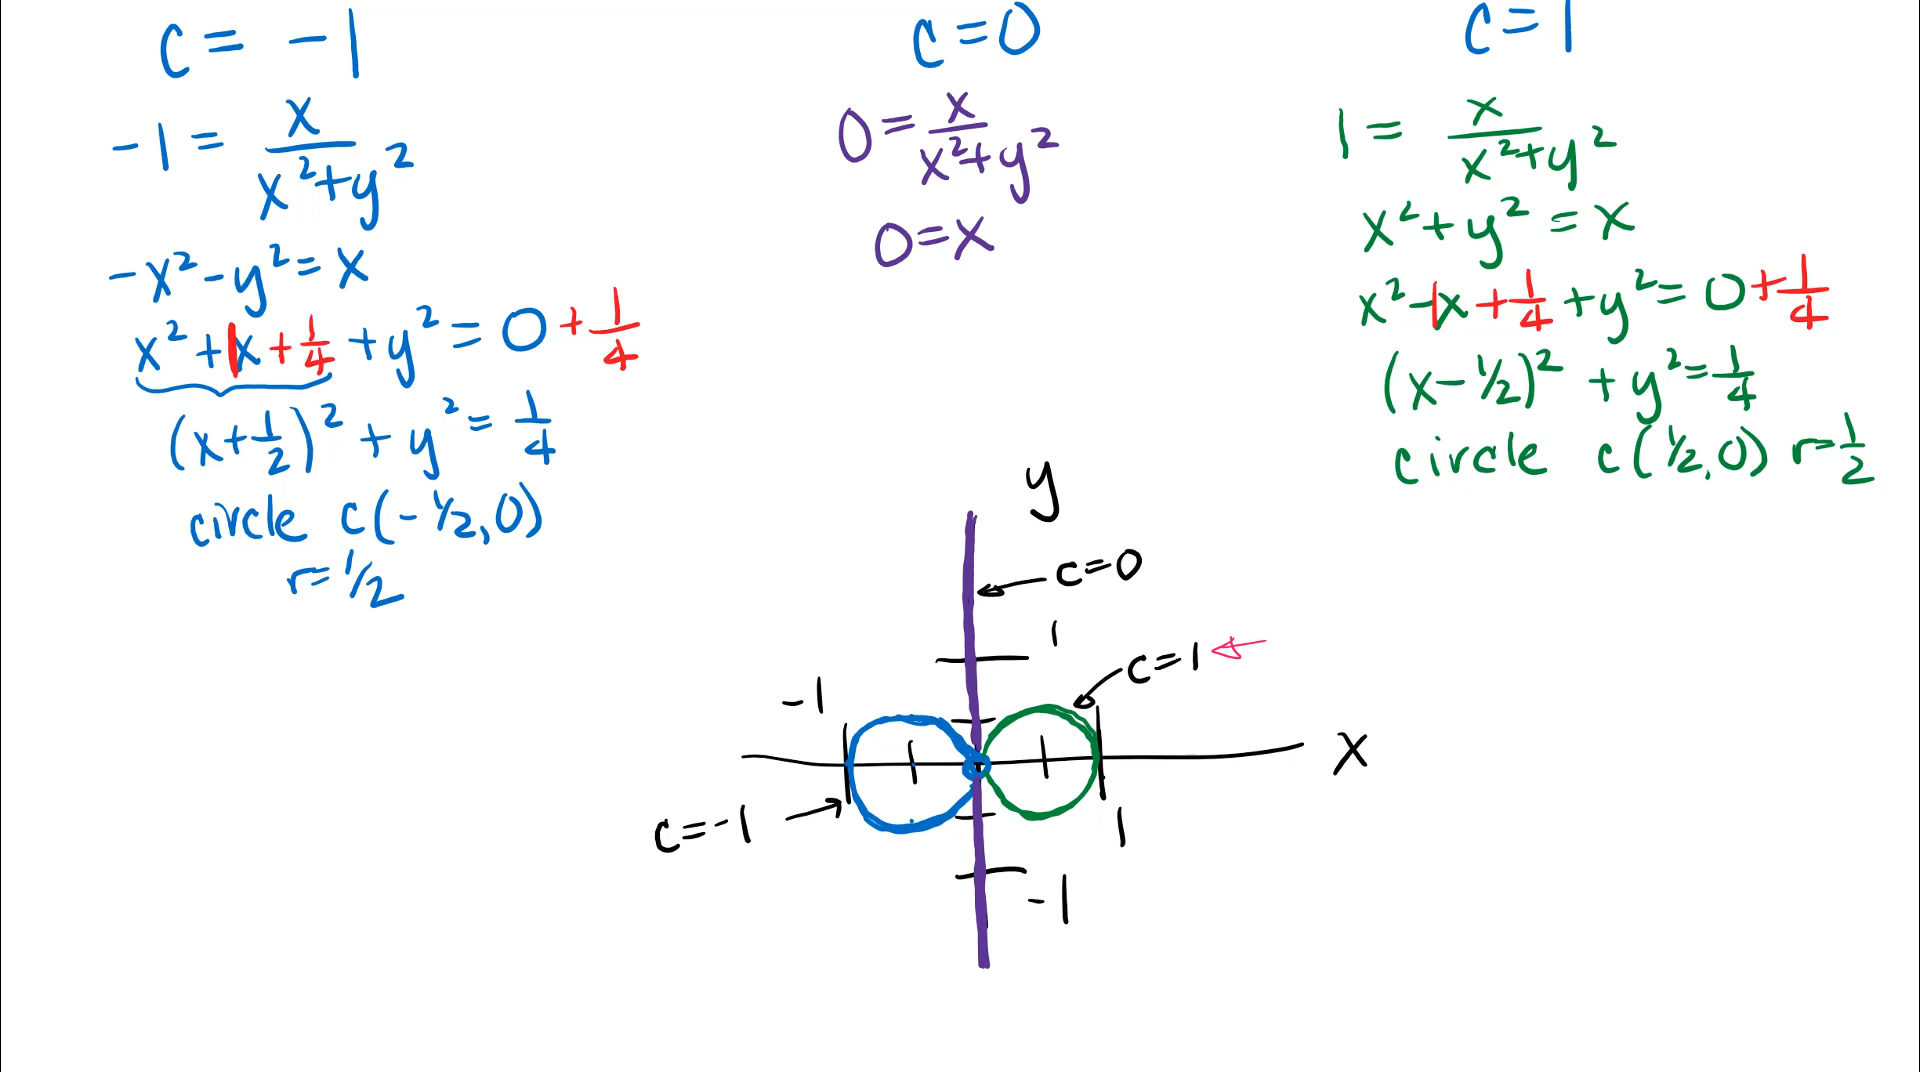 c = -1
-1 = x/(x²+y²)
-x² - y² = x
x² + 1x + 1/4 + y² = 0 + 1/4
(x + 1/2)² + y² = 1/4
circle c(-1/2, 0)
r = 1/2
c = 0
0 = x/(x²+y²)
0 = x
c = 1
1 = x/(x²+y²)
x² + y² = x
x² - 1x + 1/4 + y² = 0 + 1/4
(x - 1/2)² + y² = 1/4
circle c(1/2, 0) r = 1/2
y
c = 0
1
c = 1
-1
x
c = -1
1
-1